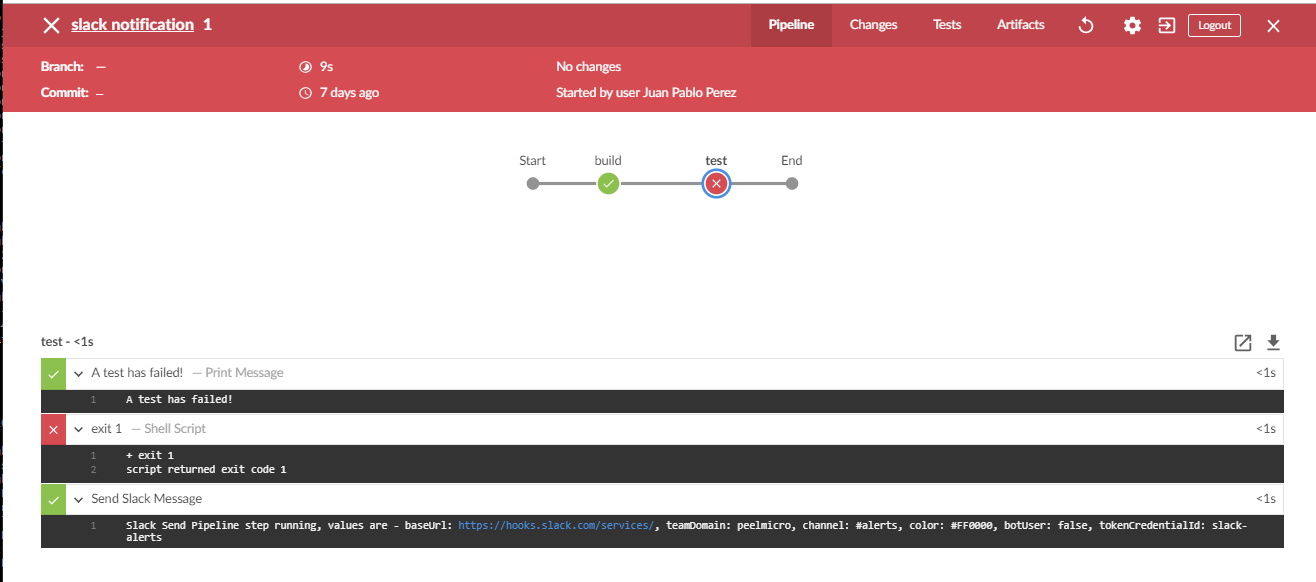 slack notification 1
Pipeline
Changes
Tests
Artifacts
Logout
Branch: —
9s
No changes
Commit: –
7 days ago
Started by user Juan Pablo Perez
Start
build
test
End
test - <1s
A test has failed! — Print Message
<1s
1 A test has failed!
exit 1 — Shell Script
<1s
1 + exit 1
2 script returned exit code 1
Send Slack Message
<1s
1 Slack Send Pipeline step running, values are - baseUrl: https://hooks.slack.com/services/, teamDomain: peelmicro, channel: #alerts, color: #FF0000, botUser: false, tokenCredentialId: slack-
alerts